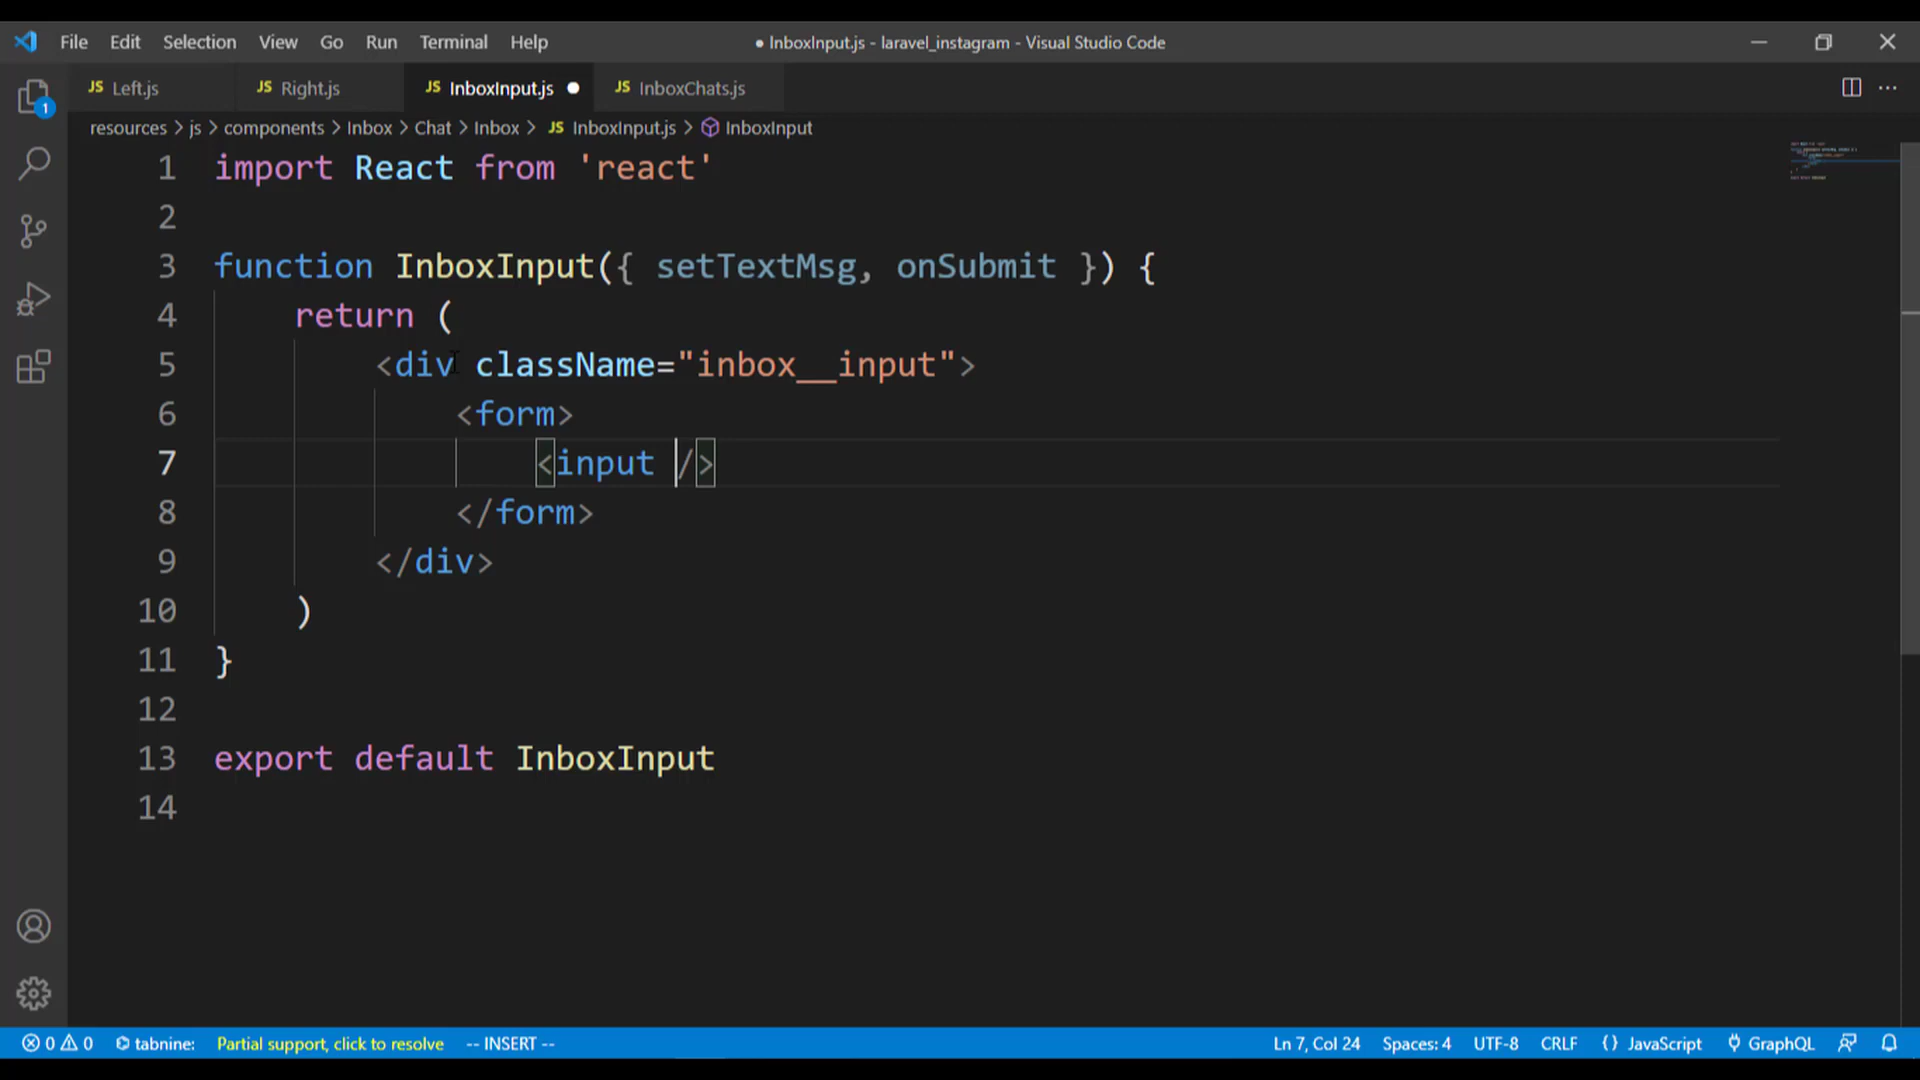 File Edit Selection View Go Run Terminal Help ● InboxInput.js - laravel_instagram - Visual Studio Code
JS Left.js JS Right.js JS InboxInput.js ● JS InboxChats.js ···
1
resources > js > components > Inbox > Chat > Inbox > JS InboxInput.js > InboxInput
1 import React from 'react'
2
3 function InboxInput({ setTextMsg, onSubmit }) {
4 return (
5 <div className="inbox__input">
6 <form>
7 <input />
8 </form>
9 </div>
10 )
11 }
12
13 export default InboxInput
14
0 0 tabnine: Partial support, click to resolve -- INSERT -- Ln 7, Col 24 Spaces: 4 UTF-8 CRLF {} JavaScript GraphQL